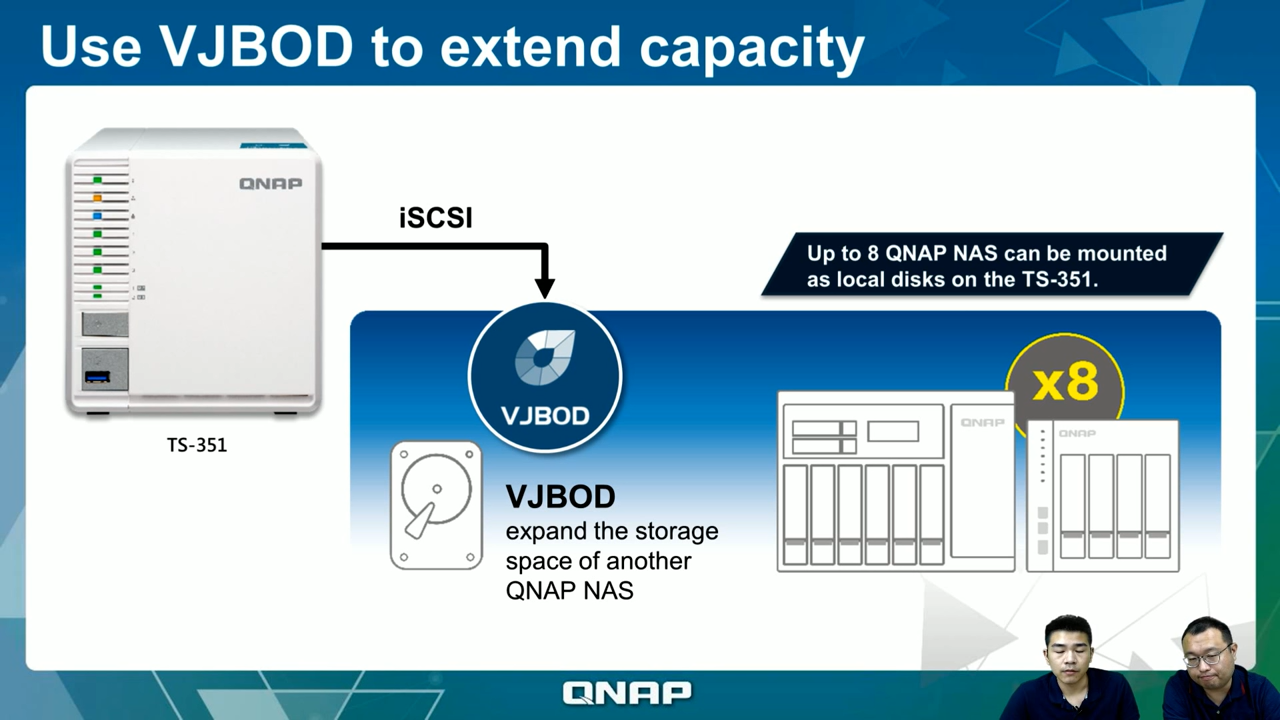 Use VJBOD to extend capacity
QNAP
iSCSI
Up to 8 QNAP NAS can be mounted
as local disks on the TS-351.
TS-351
VJBOD
x8
QNAP
QNAP
VJBOD
expand the storage
space of another
QNAP NAS
QNAP